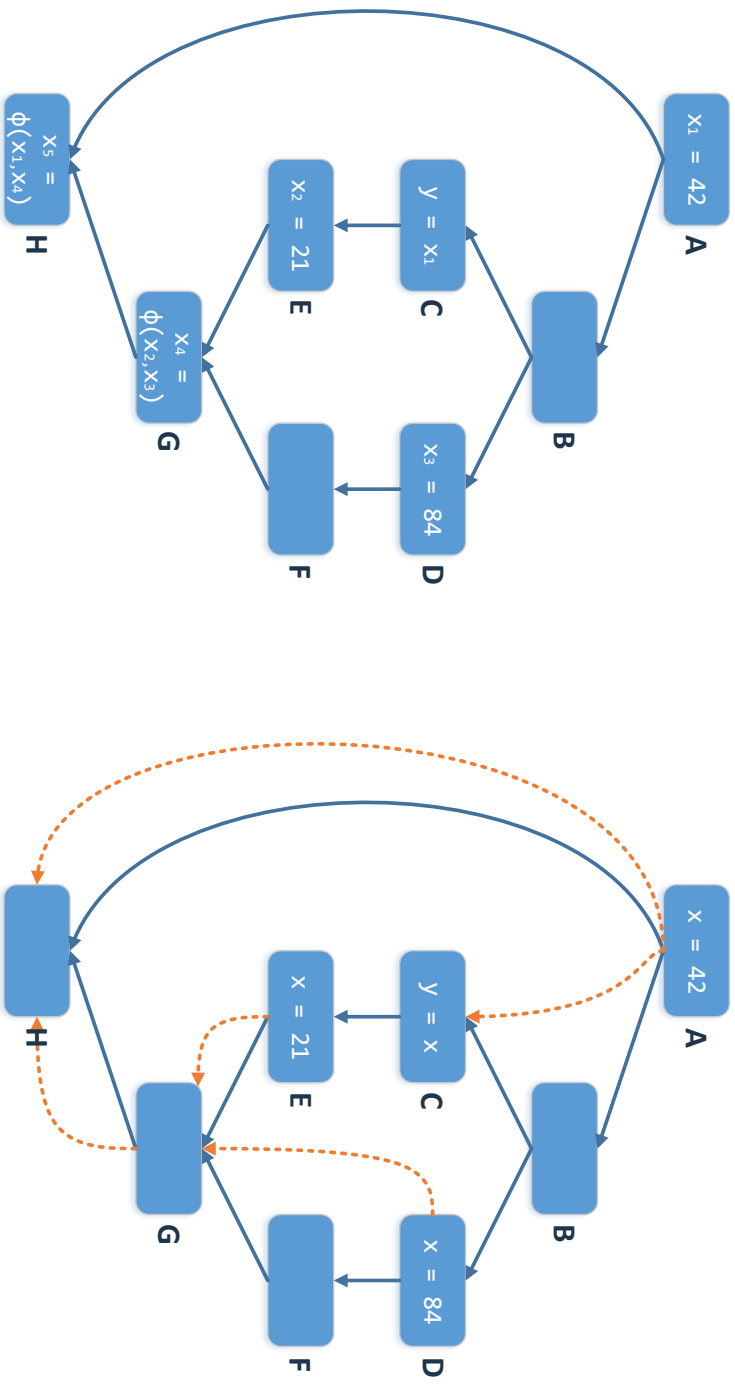 x₁ = 42
A
B
y = x₁
C
x₃ = 84
D
x₂ = 21
E
F
x₄ =
ϕ(x₂,x₃)
G
x₅ =
ϕ(x₁,x₄)
H
x = 42
A
B
y = x
C
x = 84
D
x = 21
E
F
G
H